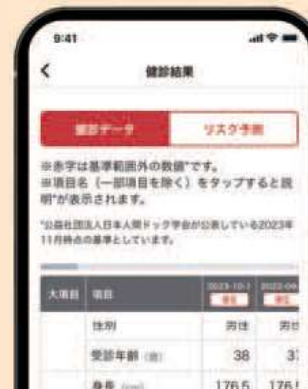 9:41
健診結果
健診データ
リスク予測
※赤字は基準範囲外の数値*です。
※項目名（一部項目を除く）をタップすると説
明*が表示されます。
*公益社団法人日本人間ドック学会が公表している2023年
11月時点の基準としています。
大項目 項目 2023-10-1
性別 男性
受診年齢 (歳) 38
身長 (cm) 176.5 176.